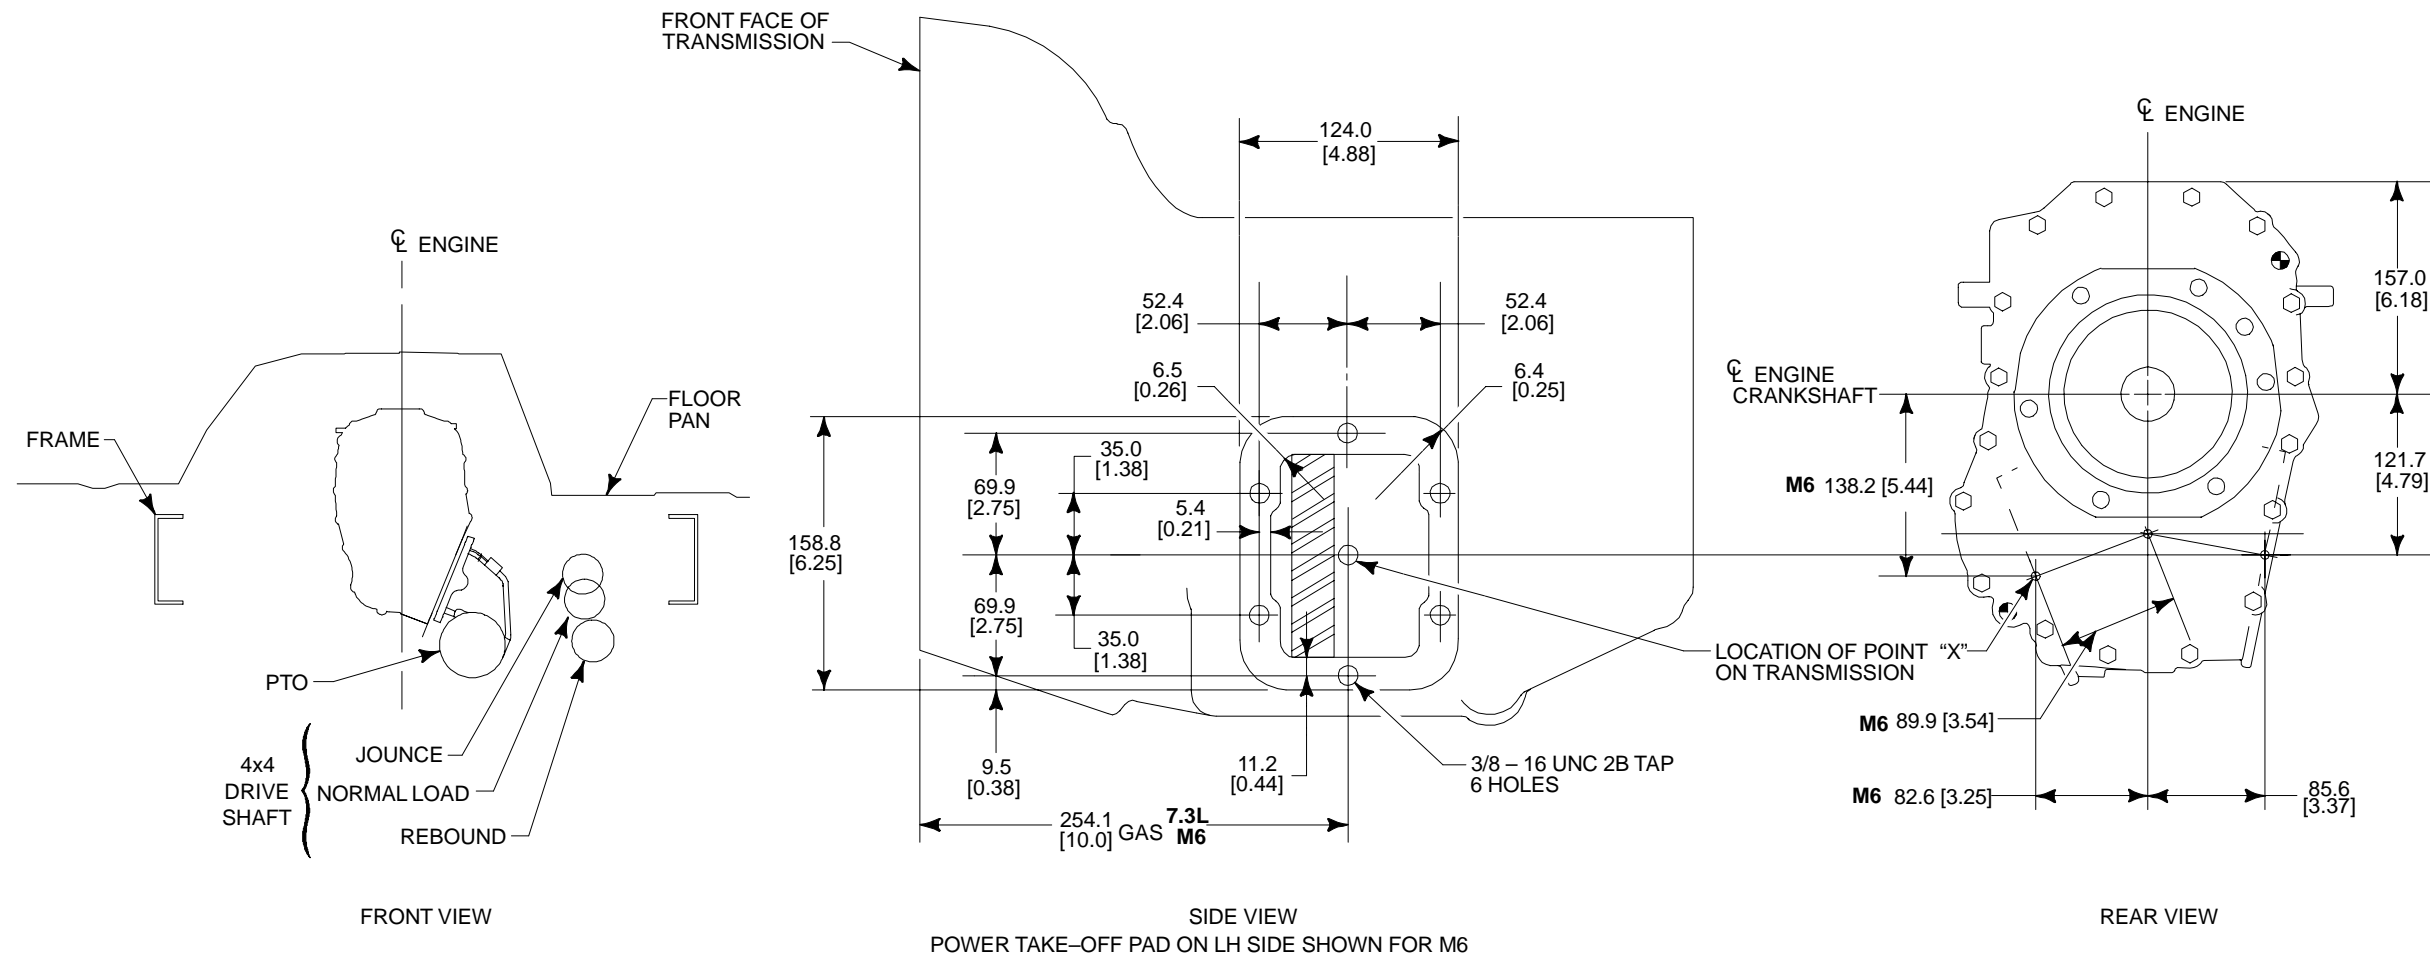 FRONT FACE OF
TRANSMISSION
℄ ENGINE
FRAME
FLOOR
PAN
PTO
JOUNCE
4x4
DRIVE
SHAFT
NORMAL LOAD
REBOUND
FRONT VIEW
124.0
[4.88]
52.4
[2.06]
52.4
[2.06]
6.5
[0.26]
6.4
[0.25]
35.0
[1.38]
69.9
[2.75]
5.4
[0.21]
158.8
[6.25]
69.9
[2.75]
35.0
[1.38]
9.5
[0.38]
11.2
[0.44]
3/8 – 16 UNC 2B TAP
6 HOLES
254.1
[10.0]
GAS
7.3L
M6
LOCATION OF POINT “X”
ON TRANSMISSION
SIDE VIEW
POWER TAKE–OFF PAD ON LH SIDE SHOWN FOR M6
℄ ENGINE
157.0
[6.18]
℄ ENGINE
CRANKSHAFT
121.7
[4.79]
M6 138.2 [5.44]
M6 89.9 [3.54]
M6 82.6 [3.25]
85.6
[3.37]
REAR VIEW